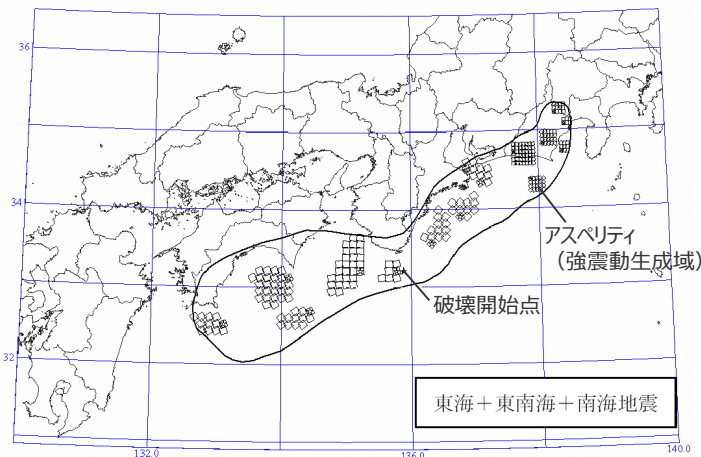 36
34
32
アスペリティ
（強震動生成域）
破壊開始点
東海＋東南海＋南海地震
132.0
136.0
140.0